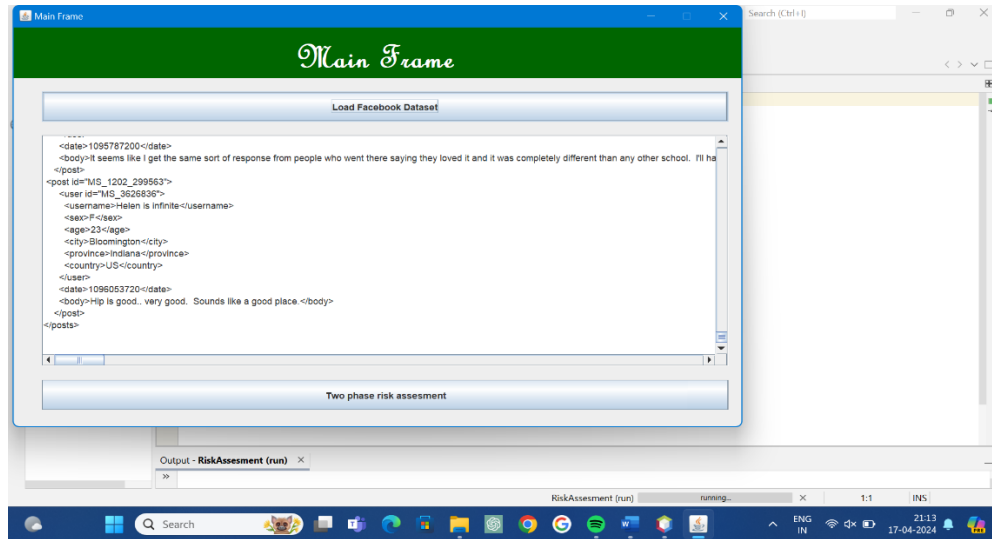 Main Frame
Search (Ctrl+I)
Main Frame
Load Facebook Dataset
<date>1095787200</date>
<body>It seems like I get the same sort of response from people who went there saying they loved it and it was completely different than any other school. I'll ha
</post>
<post id="MS_1202_299563">
<user id="MS_3626836">
<username>Helen is infinite</username>
<sex>F</sex>
<age>23</age>
<city>Bloomington</city>
<province>Indiana</province>
<country>US</country>
</user>
<date>1096053720</date>
<body>Hip is good.. very good.  Sounds like a good place.</body>
</post>
</posts>
Two phase risk assesment
Output - RiskAssesment (run)
RiskAssesment (run) running... 1:1 INS
Search
ENG
IN
21:13
17-04-2024